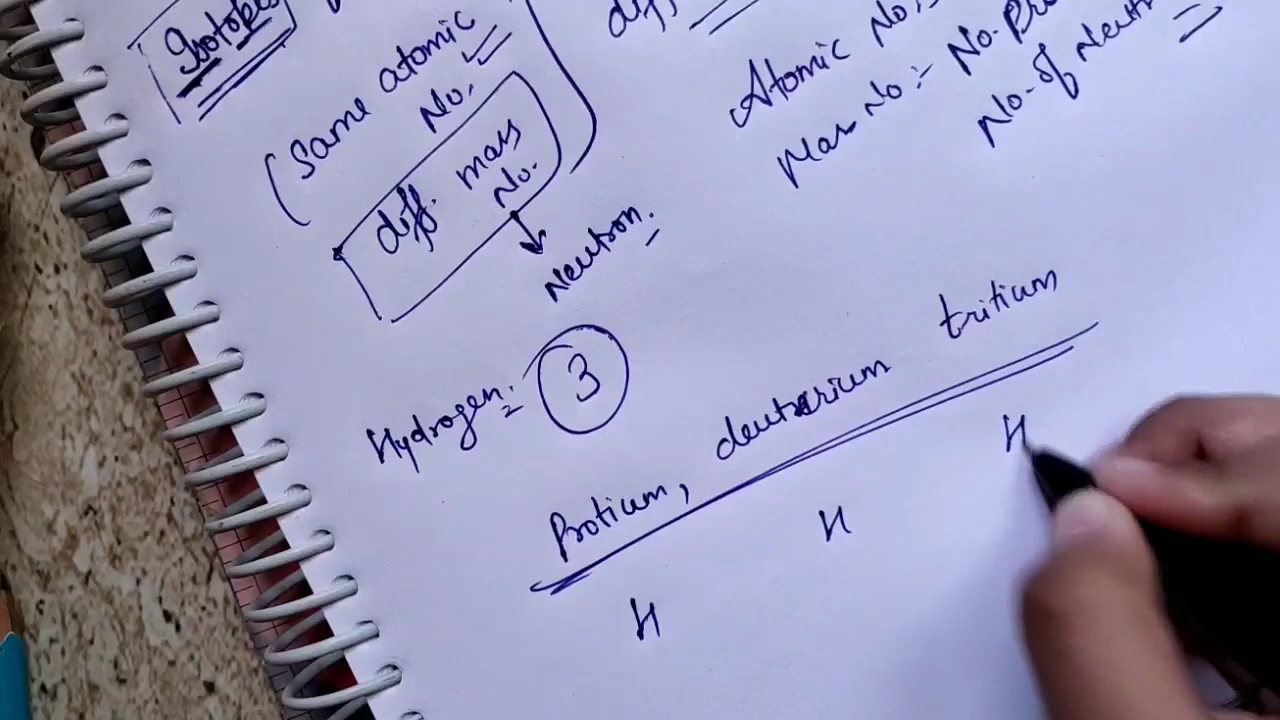 Isotopes
(Same atomic
No.
diff. mass
No.
Neutron.
diff
Atomic No:-
Mass No :- No. Pro
No. of Neutr
Hydrogen: 3
Protium, deuterium tritium
H H H